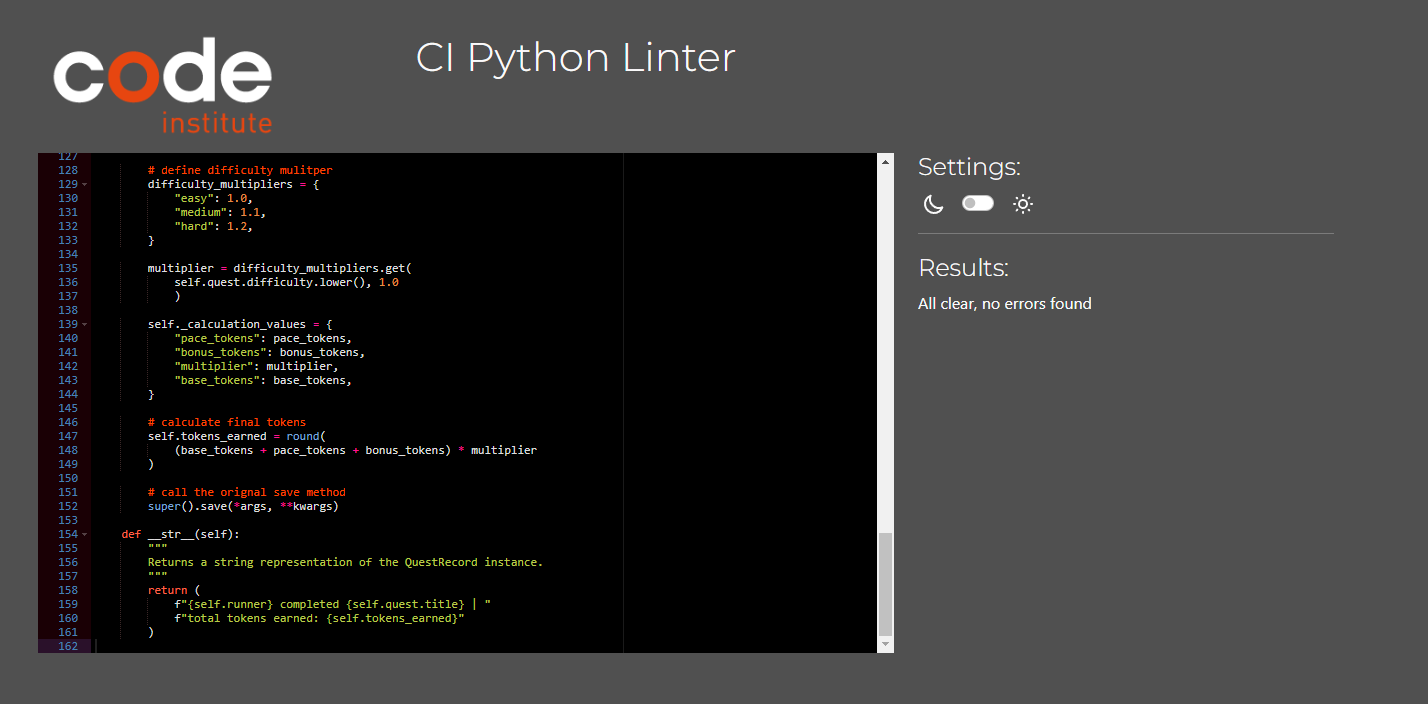 code
institute
CI Python Linter
127
128 # define difficulty mulitper
129 difficulty_multipliers = {
130 "easy": 1.0,
131 "medium": 1.1,
132 "hard": 1.2,
133 }
134
135 multiplier = difficulty_multipliers.get(
136 self.quest.difficulty.lower(), 1.0
137 )
138
139 self._calculation_values = {
140 "pace_tokens": pace_tokens,
141 "bonus_tokens": bonus_tokens,
142 "multiplier": multiplier,
143 "base_tokens": base_tokens,
144 }
145
146 # calculate final tokens
147 self.tokens_earned = round(
148 (base_tokens + pace_tokens + bonus_tokens) * multiplier
149 )
150
151 # call the orignal save method
152 super().save(*args, **kwargs)
153
154 def __str__(self):
155 """
156 Returns a string representation of the QuestRecord instance.
157 """
158 return (
159 f"{self.runner} completed {self.quest.title} | "
160 f"total tokens earned: {self.tokens_earned}"
161 )
162
Settings:
Results:
All clear, no errors found